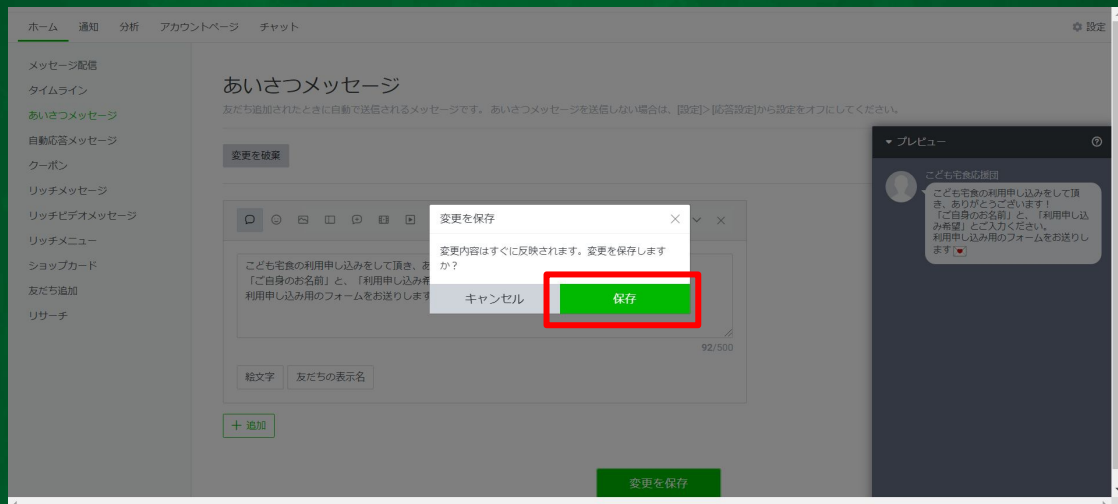 ホーム 通知 分析 アカウントページ チャット 設定
メッセージ配信
タイムライン
あいさつメッセージ
自動応答メッセージ
クーポン
リッチメッセージ
リッチビデオメッセージ
リッチメニュー
ショップカード
友だち追加
リサーチ
あいさつメッセージ
友だち追加されたときに自動で送信されるメッセージです。 あいさつメッセージを送信しない場合は、[設定]>[応答設定]から設定をオフにしてください。
変更を破棄
こども宅食の利用申し込みをして頂き、あ
「ご自身のお名前」と、「利用申し込み希
利用申し込み用のフォームをお送りします
92/500
絵文字 友だちの表示名
+ 追加
変更を保存
変更を保存
変更内容はすぐに反映されます。変更を保存します
か？
キャンセル 保存
プレビュー
こども宅食応援団
こども宅食の利用申し込みをして頂
き、ありがとうございます！
「ご自身のお名前」と、「利用申し込
み希望」とご入力ください。
利用申し込み用のフォームをお送りし
ます